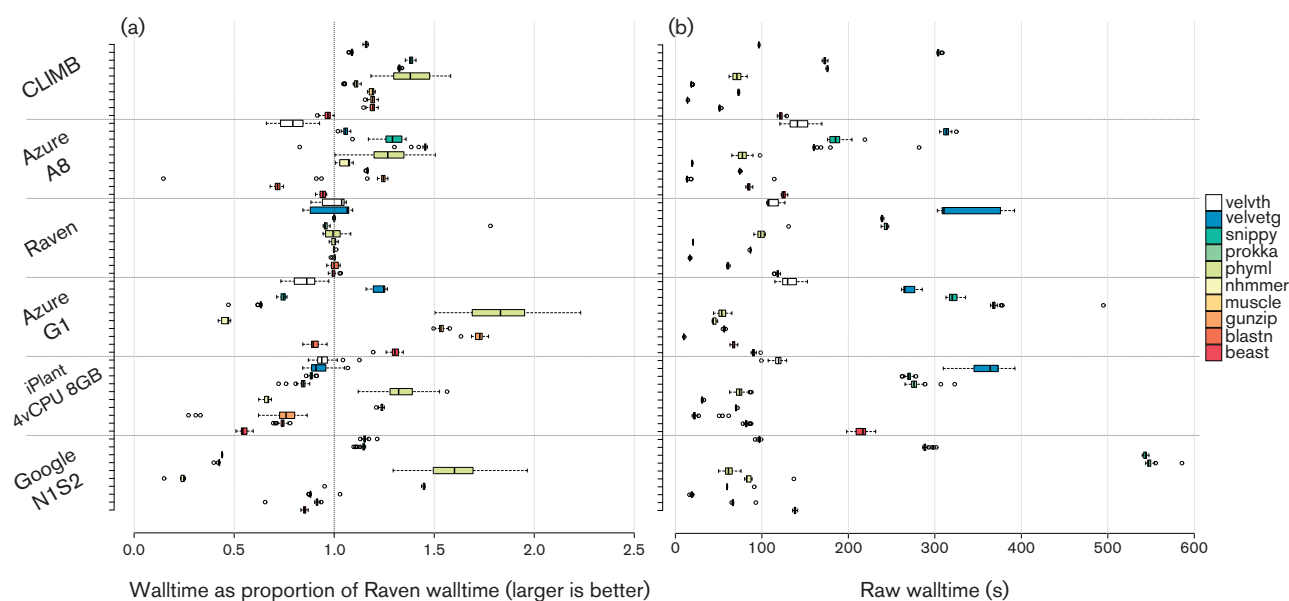 (a)
(b)
CLIMB
Azure
A8
Raven
Azure
G1
iPlant
4vCPU 8GB
Google
N1S2
velvth
velvetg
snippy
prokka
phyml
nhmmer
muscle
gunzip
blastn
beast
0.0 0.5 1.0 1.5 2.0 2.5
0 100 200 300 400 500 600
Walltime as proportion of Raven walltime (larger is better)
Raw walltime (s)